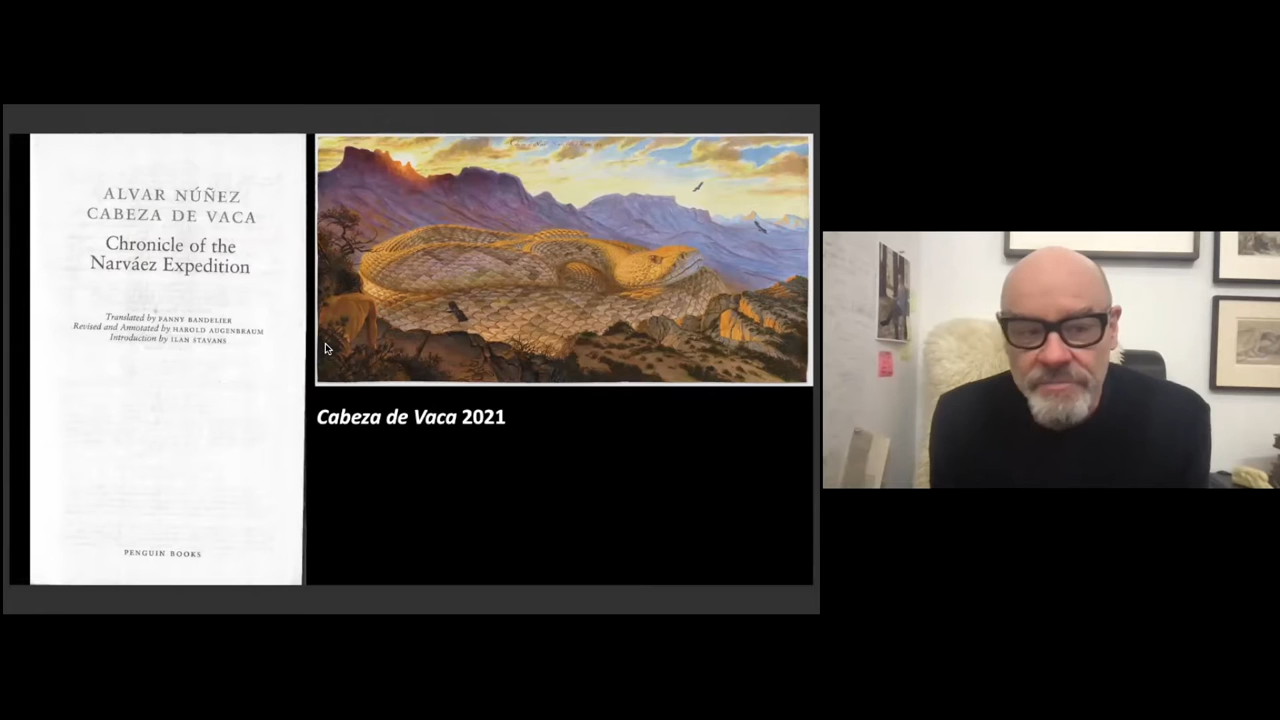 ALVAR NÚÑEZ
CABEZA DE VACA
Chronicle of the
Narváez Expedition
Translated by FANNY BANDELIER
Revised and Annotated by HAROLD AUGENBRAUM
Introduction by ILAN STAVANS
PENGUIN BOOKS
Cabeza de Vaca 2021